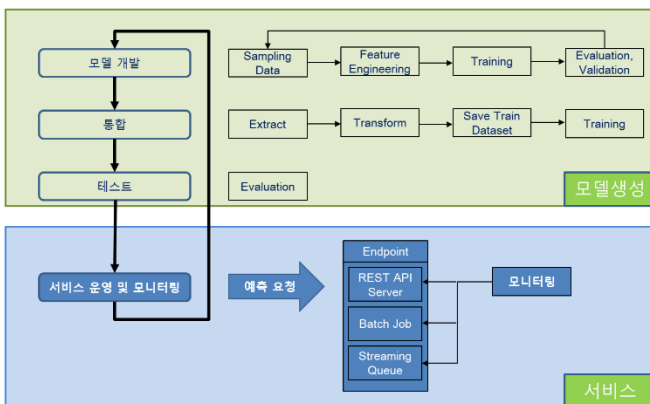 모델 개발
Sampling
Data
Feature
Engineering
Training
Evaluation,
Validation
통합
Extract
Transform
Save Train
Dataset
Training
테스트
Evaluation
모델생성
서비스 운영 및 모니터링
예측 요청
Endpoint
REST API
Server
Batch Job
Streaming
Queue
모니터링
서비스